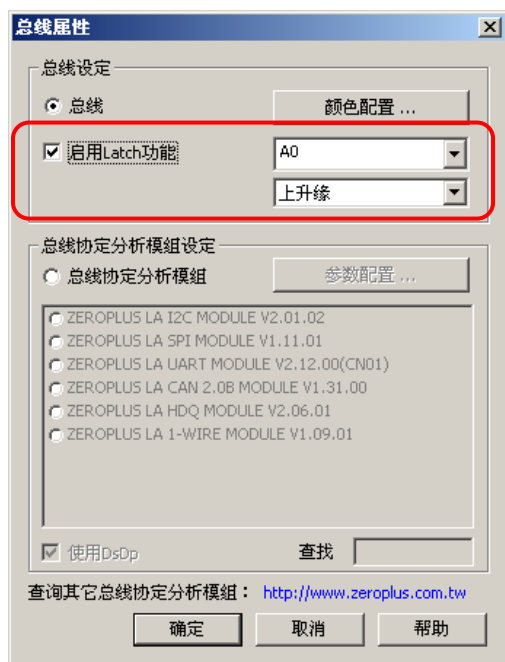 总线属性
总线设定
总线
颜色配置 ...
启用Latch功能
A0
上升缘
总线协定分析模组设定
总线协定分析模组
参数配置 ...
ZEROPLUS LA I2C MODULE V2.01.02
ZEROPLUS LA SPI MODULE V1.11.01
ZEROPLUS LA UART MODULE V2.12.00(CN01)
ZEROPLUS LA CAN 2.0B MODULE V1.31.00
ZEROPLUS LA HDQ MODULE V2.06.01
ZEROPLUS LA 1-WIRE MODULE V1.09.01
使用DsDp
查找
查询其它总线协定分析模组： http://www.zeroplus.com.tw
确定
取消
帮助